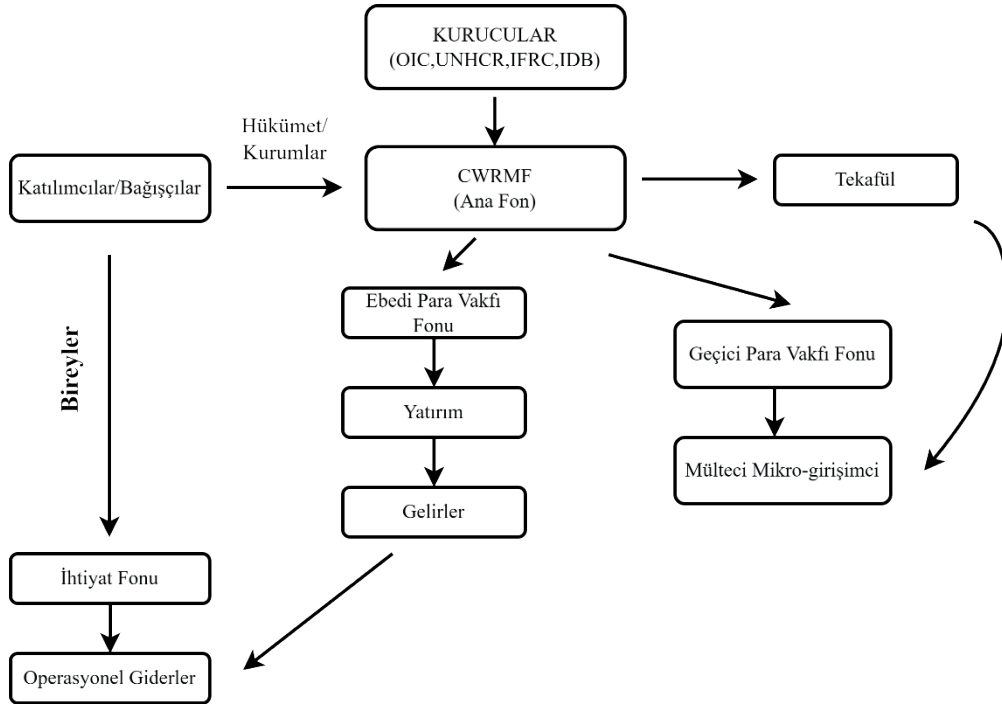 KURUCULAR
(OIC,UNHCR,IFRC,IDB)
Hükümet/
Kurumlar
Katılımcılar/Bağışçılar
CWRMF
(Ana Fon)
Tekafül
Ebedi Para Vakfı
Fonu
Geçici Para Vakfı Fonu
Bireyler
Yatırım
Mülteci Mikro-girişimci
Gelirler
İhtiyat Fonu
Operasyonel Giderler